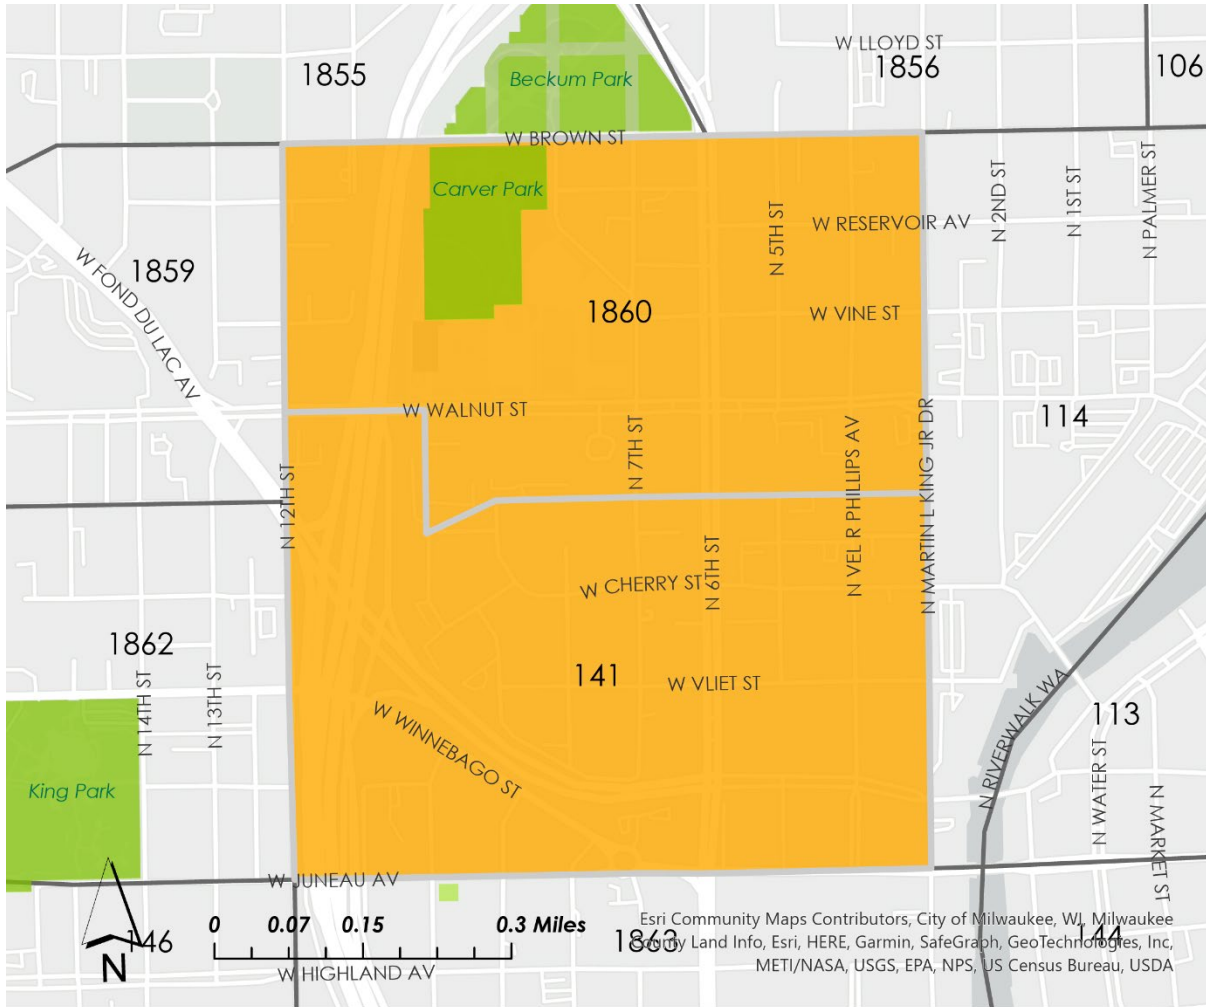 W LLOYD ST
1855
1856
106
Beckum Park
W BROWN ST
Carver Park
N 5TH ST
W RESERVOIR AV
N 2ND ST
N 1ST ST
N PALMER ST
W FOND DU LAC AV
1859
1860
W VINE ST
W WALNUT ST
N 7TH ST
N VEL R PHILLIPS AV
N MARTIN L KING JR DR
114
N 12TH ST
W CHERRY ST
N 6TH ST
1862
N 14TH ST
N 13TH ST
141
W VLIET ST
W WINNEBAGO ST
N RIVERWALK WA
113
N WATER ST
N MARKET ST
King Park
W JUNEAU AV
0 0.07 0.15 0.3 Miles
146
N
1863
144
W HIGHLAND AV
Esri Community Maps Contributors, City of Milwaukee, WI, Milwaukee
County Land Info, Esri, HERE, Garmin, SafeGraph, GeoTechnologies, Inc,
METI/NASA, USGS, EPA, NPS, US Census Bureau, USDA